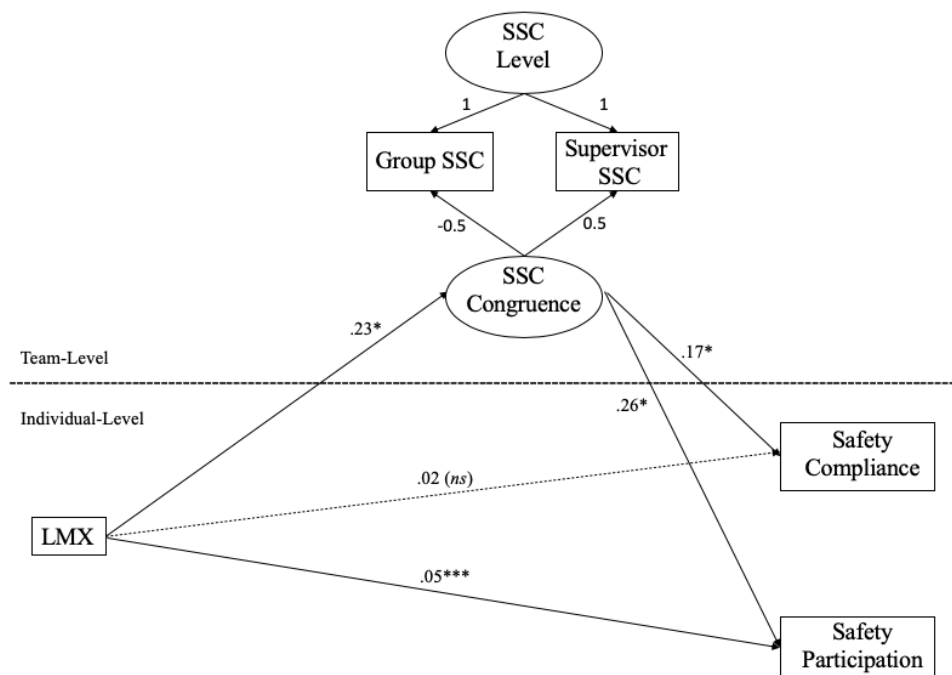 SSC
Level
1
1
Group SSC
Supervisor
SSC
-0.5
0.5
SSC
Congruence
.23*
.17*
Team-Level
.26*
Individual-Level
Safety
Compliance
.02 (ns)
LMX
.05***
Safety
Participation